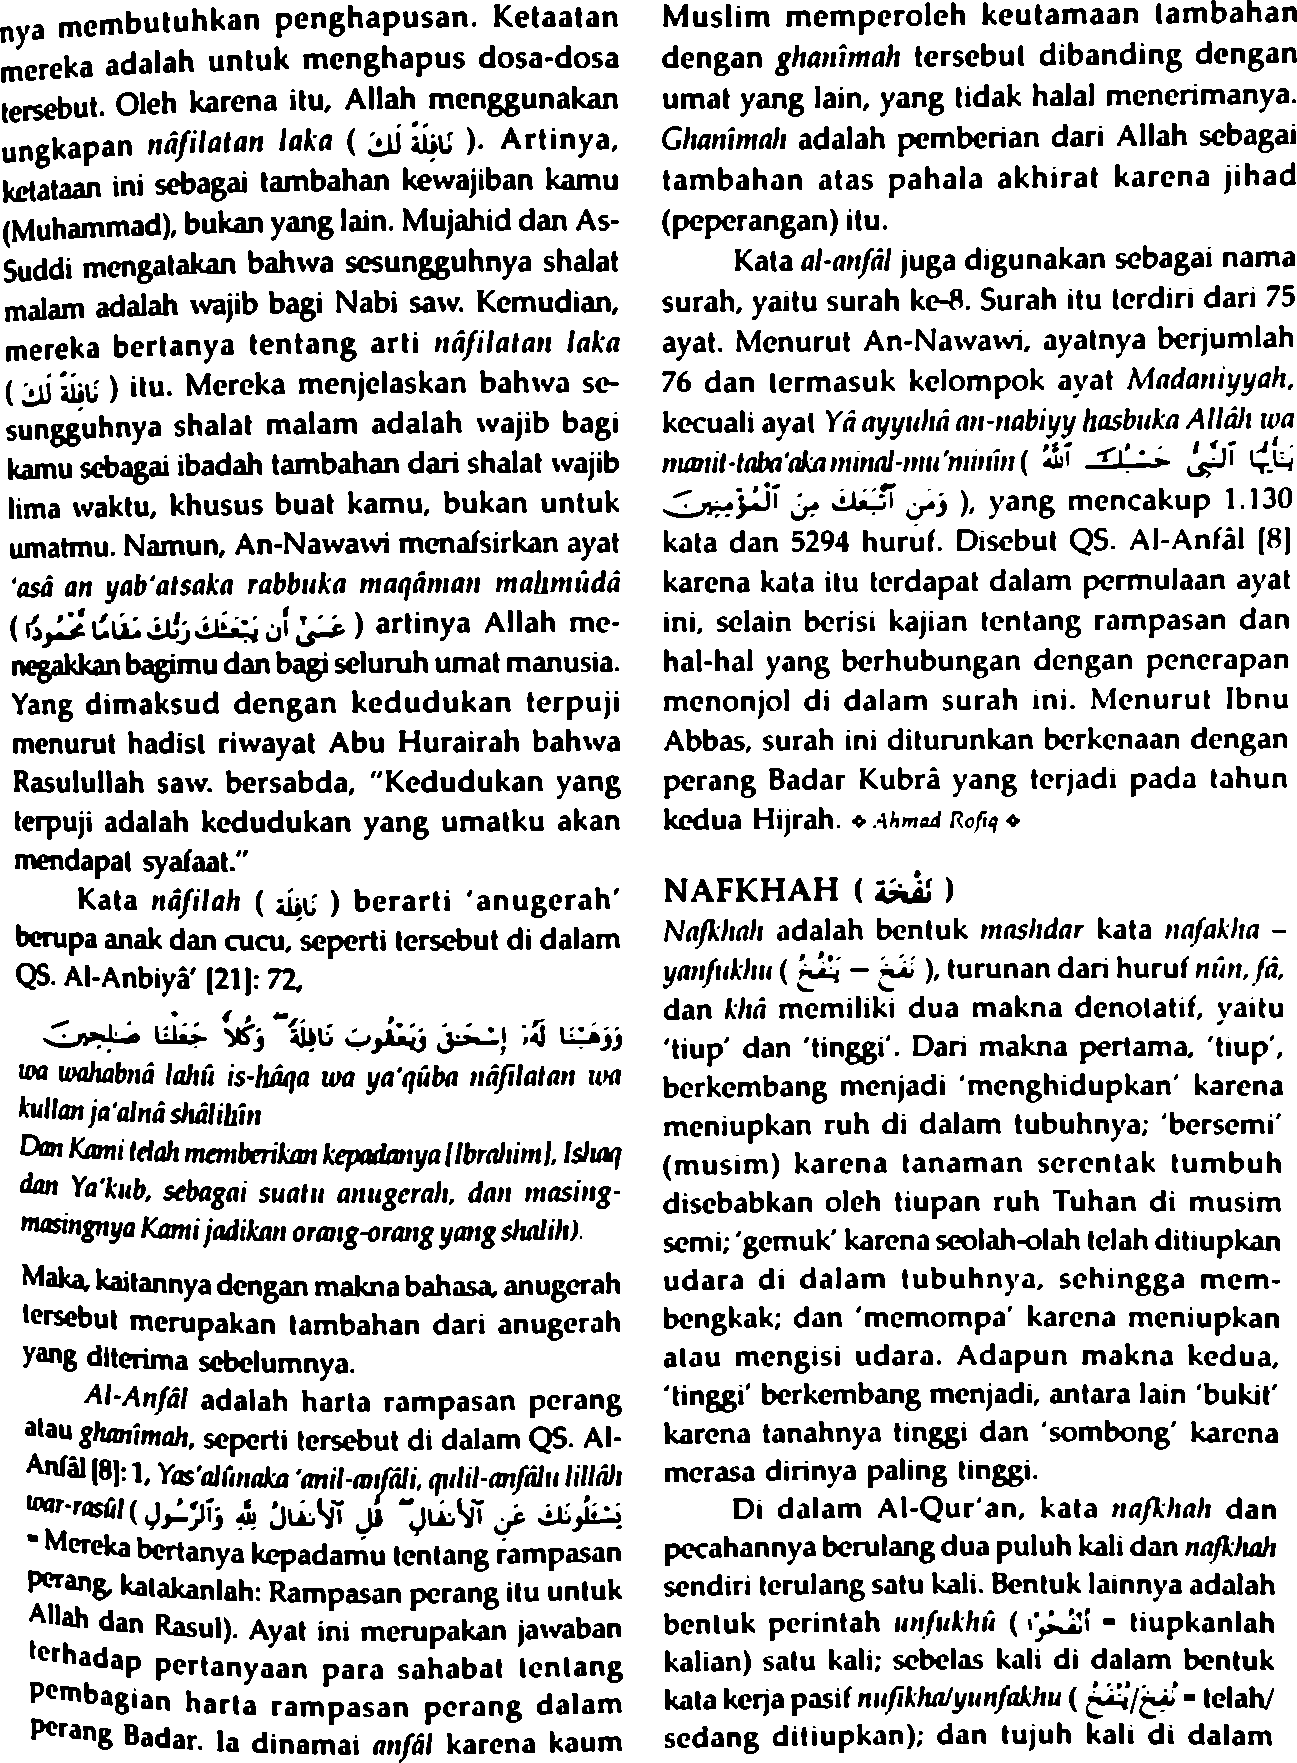 nya membutuhkan penghapusan. Ketaatan
mereka adalah untuk menghapus dosa-dosa
tersebut. Oleh karena itu, Allah menggunakan
ungkapan nâfilatan laka ( نَافِلَةً لَكَ ). Artinya,
ketataan ini sebagai tambahan kewajiban kamu
(Muhammad), bukan yang lain. Mujahid dan As-
Suddi mengatakan bahwa sesungguhnya shalat
malam adalah wajib bagi Nabi saw. Kemudian,
mereka bertanya tentang arti nâfilatan laka
( نَافِلَةً لَكَ ) itu. Mereka menjelaskan bahwa se-
sungguhnya shalat malam adalah wajib bagi
kamu sebagai ibadah tambahan dari shalat wajib
lima waktu, khusus buat kamu, bukan untuk
umatmu. Namun, An-Nawawi menafsirkan ayat
'asâ an yab'atsaka rabbuka maqâman mahmûdâ
( عَسَىٰ أَن يَبْعَثَكَ رَبُّكَ مَقَامًا مَّحْمُودًا ) artinya Allah me-
negakkan bagimu dan bagi seluruh umat manusia.
Yang dimaksud dengan kedudukan terpuji
menurut hadist riwayat Abu Hurairah bahwa
Rasulullah saw. bersabda, "Kedudukan yang
terpuji adalah kedudukan yang umatku akan
mendapat syafaat."
Kata nâfilah ( نَافِلَة ) berarti 'anugerah'
berupa anak dan cucu, seperti tersebut di dalam
QS. Al-Anbiyâ' [21]: 72,
وَوَهَبْنَا لَهُۥٓ إِسْحَـٰقَ وَيَعْقُوبَ نَافِلَةً ۖ وَكُلًّا جَعَلْنَا صَـٰلِحِينَ
wa wahabnâ lahû is-hâqa wa ya'qûba nâfilatan wa
kullan ja'alnâ shâlihîn
Dan Kami telah memberikan kepadanya [Ibrahim], Ishaq
dan Ya'kub, sebagai suatu anugerah, dan masing-
masingnya Kami jadikan orang-orang yang shalih).
Maka, kaitannya dengan makna bahasa, anugerah
tersebut merupakan tambahan dari anugerah
yang diterima sebelumnya.
Al-Anfâl adalah harta rampasan perang
atau ghanîmah, seperti tersebut di dalam QS. Al-
Anfâl [8]: 1, Yas'alûnaka 'anil-anfâli, qulil-anfâlu lillâh
war-rasûl ( يَسْـَٔلُونَكَ عَنِ ٱلْأَنفَالِ ۖ قُلِ ٱلْأَنفَالُ لِلَّهِ وَٱلرَّسُولِ
= Mereka bertanya kepadamu tentang rampasan
perang, katakanlah: Rampasan perang itu untuk
Allah dan Rasul). Ayat ini merupakan jawaban
terhadap pertanyaan para sahabat tentang
pembagian harta rampasan perang dalam
perang Badar. Ia dinamai anfâl karena kaum
Muslim memperoleh keutamaan tambahan
dengan ghanîmah tersebut dibanding dengan
umat yang lain, yang tidak halal menerimanya.
Ghanîmah adalah pemberian dari Allah sebagai
tambahan atas pahala akhirat karena jihad
(peperangan) itu.
Kata al-anfâl juga digunakan sebagai nama
surah, yaitu surah ke-8. Surah itu terdiri dari 75
ayat. Menurut An-Nawawi, ayatnya berjumlah
76 dan termasuk kelompok ayat Madaniyyah,
kecuali ayat Yâ ayyuhâ an-nabiyy hasbuka Allâh wa
manit-taba'aka minal-mu'minîn ( يَـٰٓأَيُّهَا ٱلنَّبِىُّ حَسْبُكَ ٱللَّهُ
وَمَنِ ٱتَّبَعَكَ مِنَ ٱلْمُؤْمِنِينَ ), yang mencakup 1.130
kata dan 5294 huruf. Disebut QS. Al-Anfâl [8]
karena kata itu terdapat dalam permulaan ayat
ini, selain berisi kajian tentang rampasan dan
hal-hal yang berhubungan dengan penerapan
menonjol di dalam surah ini. Menurut Ibnu
Abbas, surah ini diturunkan berkenaan dengan
perang Badar Kubrâ yang terjadi pada tahun
kedua Hijrah. ❖ Ahmad Rofiq ❖
NAFKHAH ( نَفْخَة )
Nafkhah adalah bentuk mashdar kata nafakha –
yanfukhu ( نَفَخَ – يَنْفُخُ ), turunan dari huruf nûn, fâ,
dan khâ memiliki dua makna denotatif, yaitu
'tiup' dan 'tinggi'. Dari makna pertama, 'tiup',
berkembang menjadi 'menghidupkan' karena
meniupkan ruh di dalam tubuhnya; 'bersemi'
(musim) karena tanaman serentak tumbuh
disebabkan oleh tiupan ruh Tuhan di musim
semi; 'gemuk' karena seolah-olah telah ditiupkan
udara di dalam tubuhnya, sehingga mem-
bengkak; dan 'memompa' karena meniupkan
atau mengisi udara. Adapun makna kedua,
'tinggi' berkembang menjadi, antara lain 'bukit'
karena tanahnya tinggi dan 'sombong' karena
merasa dirinya paling tinggi.
Di dalam Al-Qur'an, kata nafkhah dan
pecahannya berulang dua puluh kali dan nafkhah
sendiri terulang satu kali. Bentuk lainnya adalah
bentuk perintah unfukhû ( اُنْفُخُوْا = tiupkanlah
kalian) satu kali; sebelas kali di dalam bentuk
kata kerja pasif nufikha/yunfakhu ( نُفِخَ/يُنْفَخُ = telah/
sedang ditiupkan); dan tujuh kali di dalam